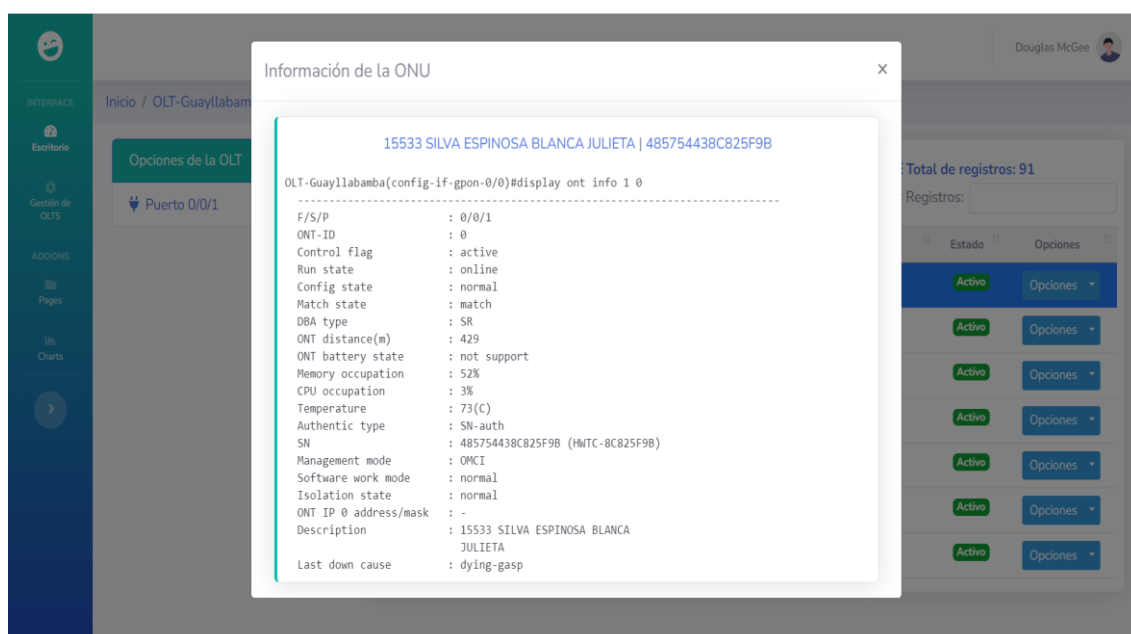 Douglas McGee
INTERFACE
Escritorio
Gestión de
OLTS
ADDONS
Pages
Charts
Inicio / OLT-Guayllabam
Opciones de la OLT
Puerto 0/0/1
Información de la ONU
×
15533 SILVA ESPINOSA BLANCA JULIETA | 485754438C825F9B
OLT-Guayllabamba(config-if-gpon-0/0)#display ont info 1 0
-----------------------------------------------------------------------------
F/S/P : 0/0/1
ONT-ID : 0
Control flag : active
Run state : online
Config state : normal
Match state : match
DBA type : SR
ONT distance(m) : 429
ONT battery state : not support
Memory occupation : 52%
CPU occupation : 3%
Temperature : 73(C)
Authentic type : SN-auth
SN : 485754438C825F9B (HWTC-8C825F9B)
Management mode : OMCI
Software work mode : normal
Isolation state : normal
ONT IP 0 address/mask : -
Description : 15533 SILVA ESPINOSA BLANCA
JULIETA
Last down cause : dying-gasp
Total de registros: 91
Registros:
Estado Opciones
Activo Opciones
Activo Opciones
Activo Opciones
Activo Opciones
Activo Opciones
Activo Opciones
Activo Opciones